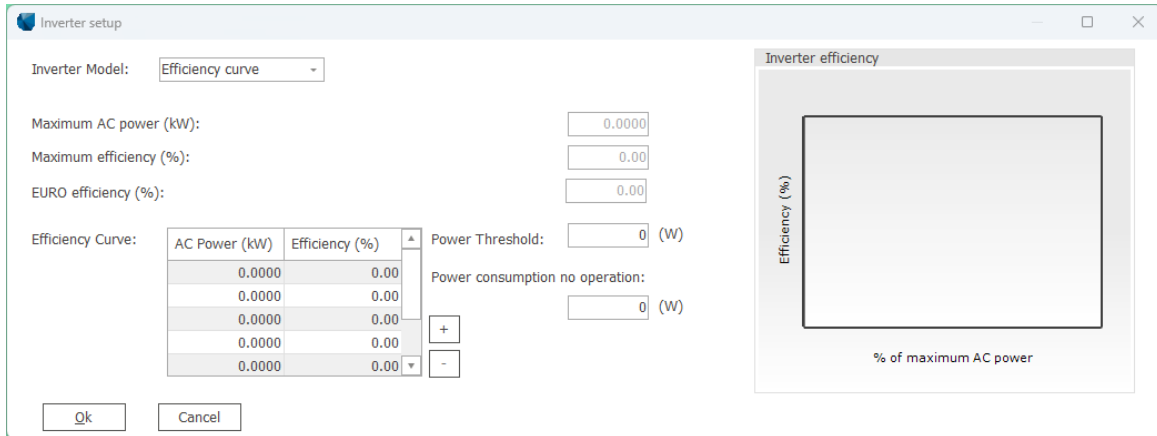 Inverter setup
Inverter Model: Efficiency curve
Inverter efficiency
Maximum AC power (kW): 0.0000
Maximum efficiency (%): 0.00
EURO efficiency (%): 0.00
Efficiency Curve:
AC Power (kW) Efficiency (%)
0.0000 0.00
0.0000 0.00
0.0000 0.00
0.0000 0.00
0.0000 0.00
Power Threshold: 0 (W)
Power consumption no operation:
0 (W)
+
-
Efficiency (%)
% of maximum AC power
Ok Cancel